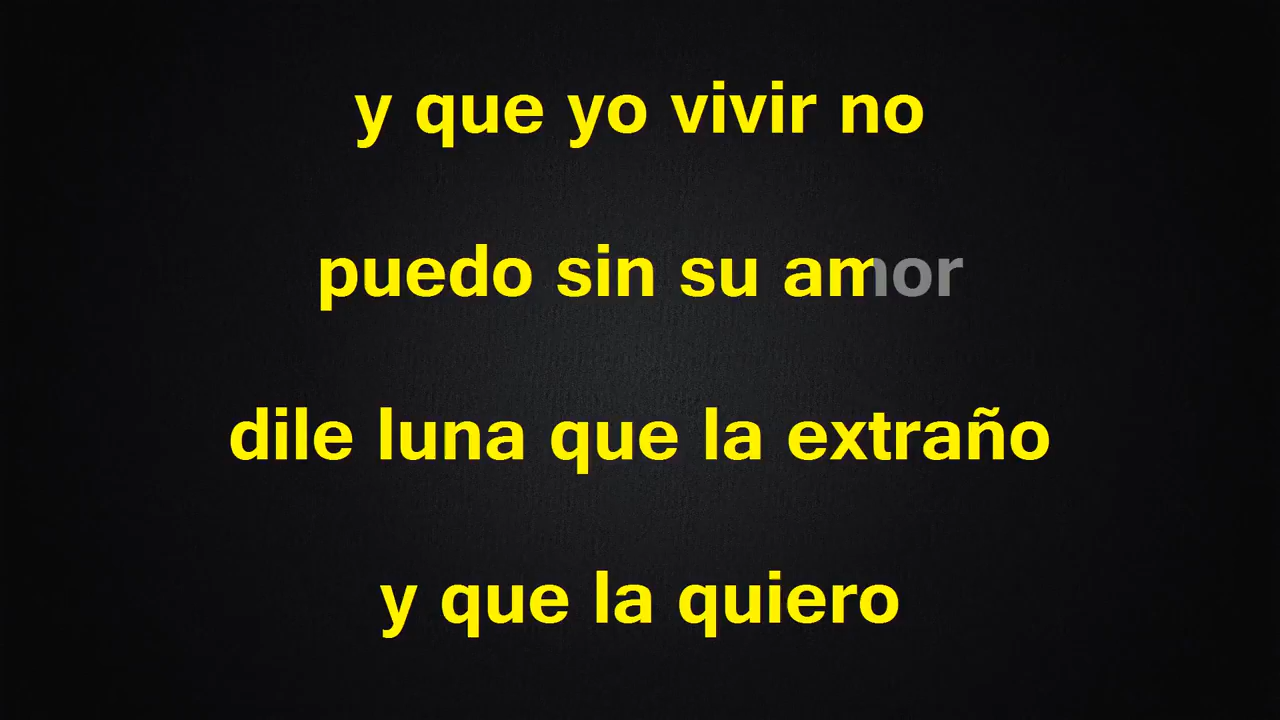 y que yo vivir no
puedo sin su amor
dile luna que la extraño
y que la quiero